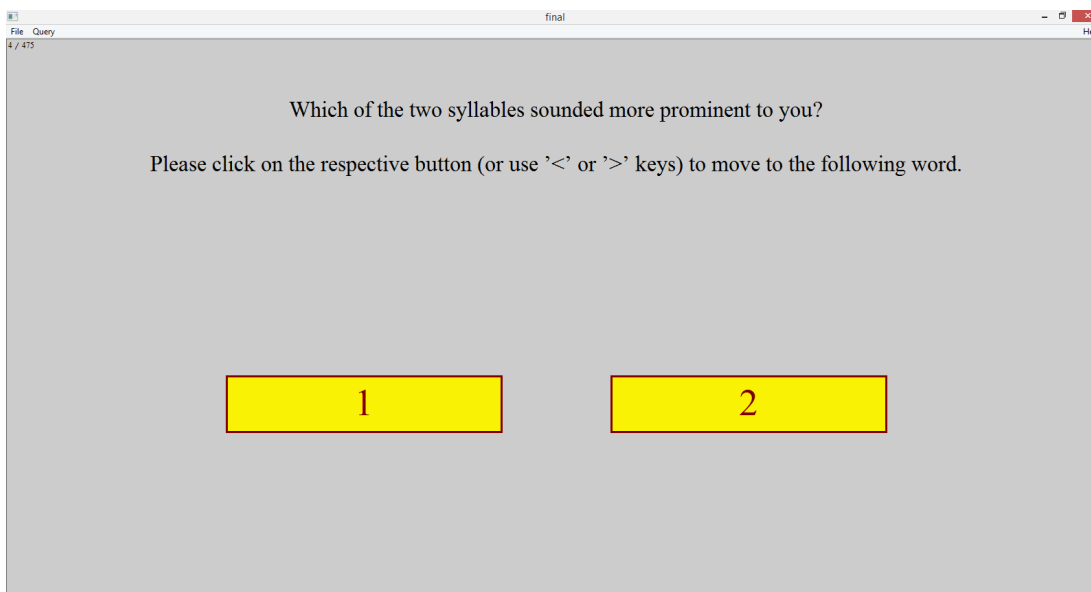 final
File Query He
4 / 475
Which of the two syllables sounded more prominent to you?
Please click on the respective button (or use ’<’ or ’>’ keys) to move to the following word.
1 2